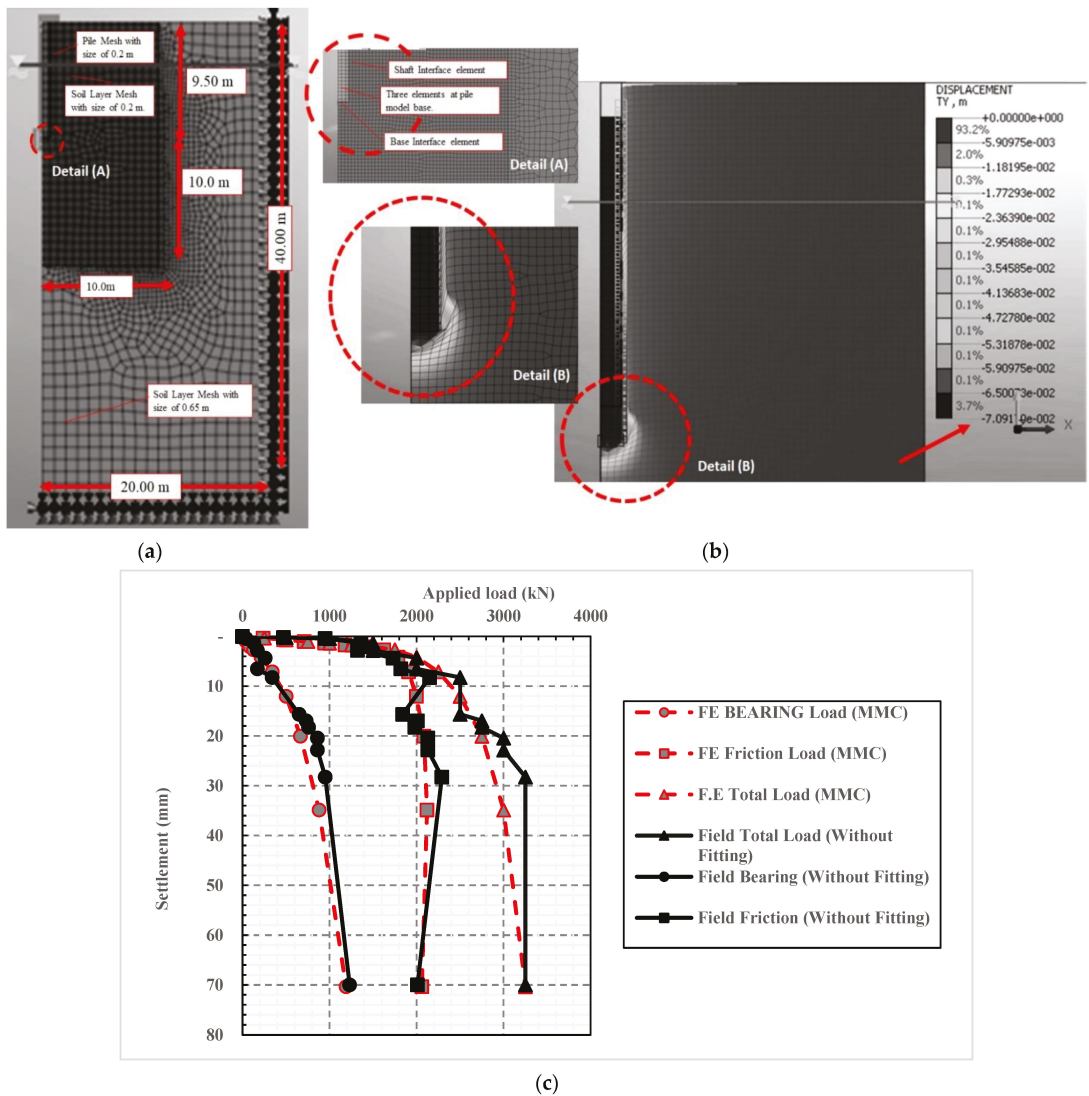 Pile Mesh with
size of 0.2 m
Soil Layer Mesh
with size of 0.2 m.
9.50 m
Detail (A)
10.0 m
40.00 m
10.0m
Soil Layer Mesh with
size of 0.65 m
20.00 m
(a)
Shaft Interface element
Three elements at pile
model base.
Base Interface element
Detail (B)
DISPLACEMENT
TY , m
+0.00000e+000
93.2%
-5.90975e-003
2.0%
-1.18195e-002
0.3%
-1.77293e-002
0.1%
-2.36390e-002
0.1%
-2.95488e-002
0.1%
-3.54585e-002
0.1%
-4.13683e-002
0.1%
-4.72780e-002
0.1%
-5.31878e-002
0.1%
-5.90975e-002
0.1%
3.7%
X
Detail (B)
(b)
Applied load (kN)
0 1000 2000 3000 4000
-
10
20
30
40
50
60
70
80
Settlement (mm)
FE BEARING Load (MMC)
FE Friction Load (MMC)
F.E Total Load (MMC)
Field Total Load (Without
Fitting)
Field Bearing (Without Fitting)
Field Friction (Without Fitting)
(c)